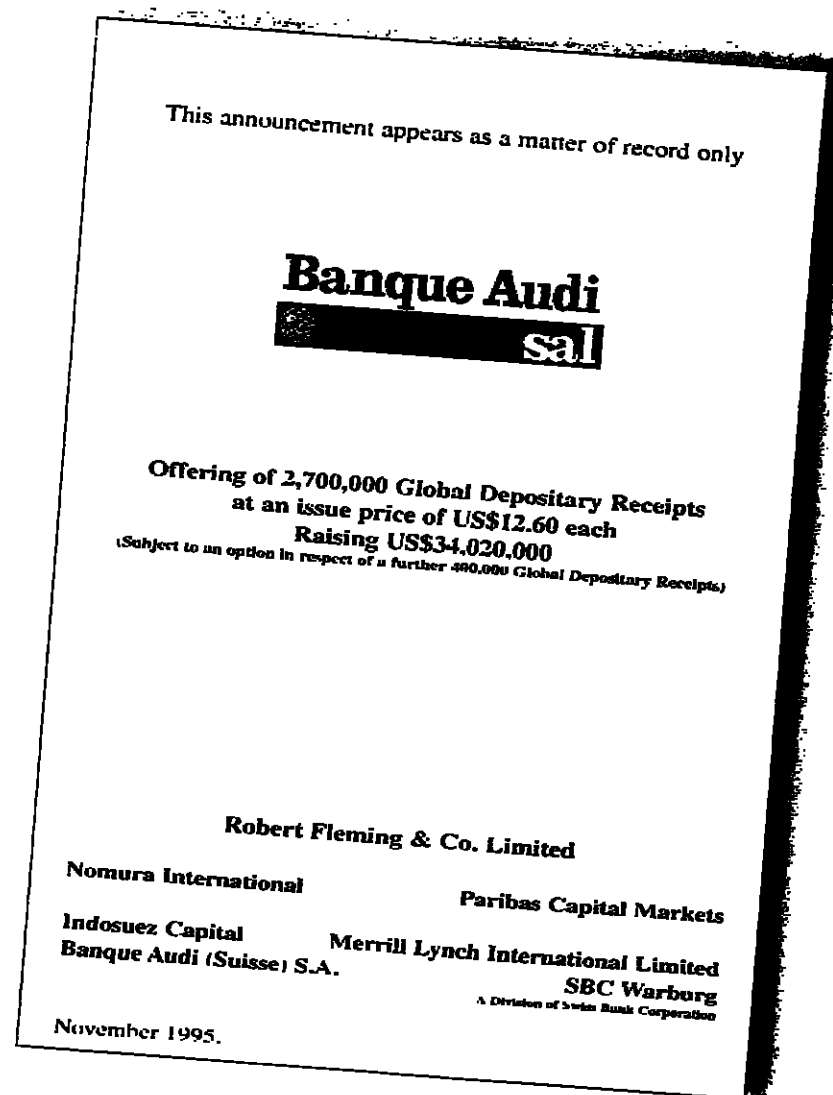 This announcement appears as a matter of record only
Banque Audi
sal
Offering of 2,700,000 Global Depositary Receipts
at an issue price of US$12.60 each
Raising US$34,020,000
(Subject to an option in respect of a further 400,000 Global Depositary Receipts)
Robert Fleming & Co. Limited
Nomura International
Paribas Capital Markets
Indosuez Capital
Merrill Lynch International Limited
Banque Audi (Suisse) S.A.
SBC Warburg
A Division of Swiss Bank Corporation
November 1995.